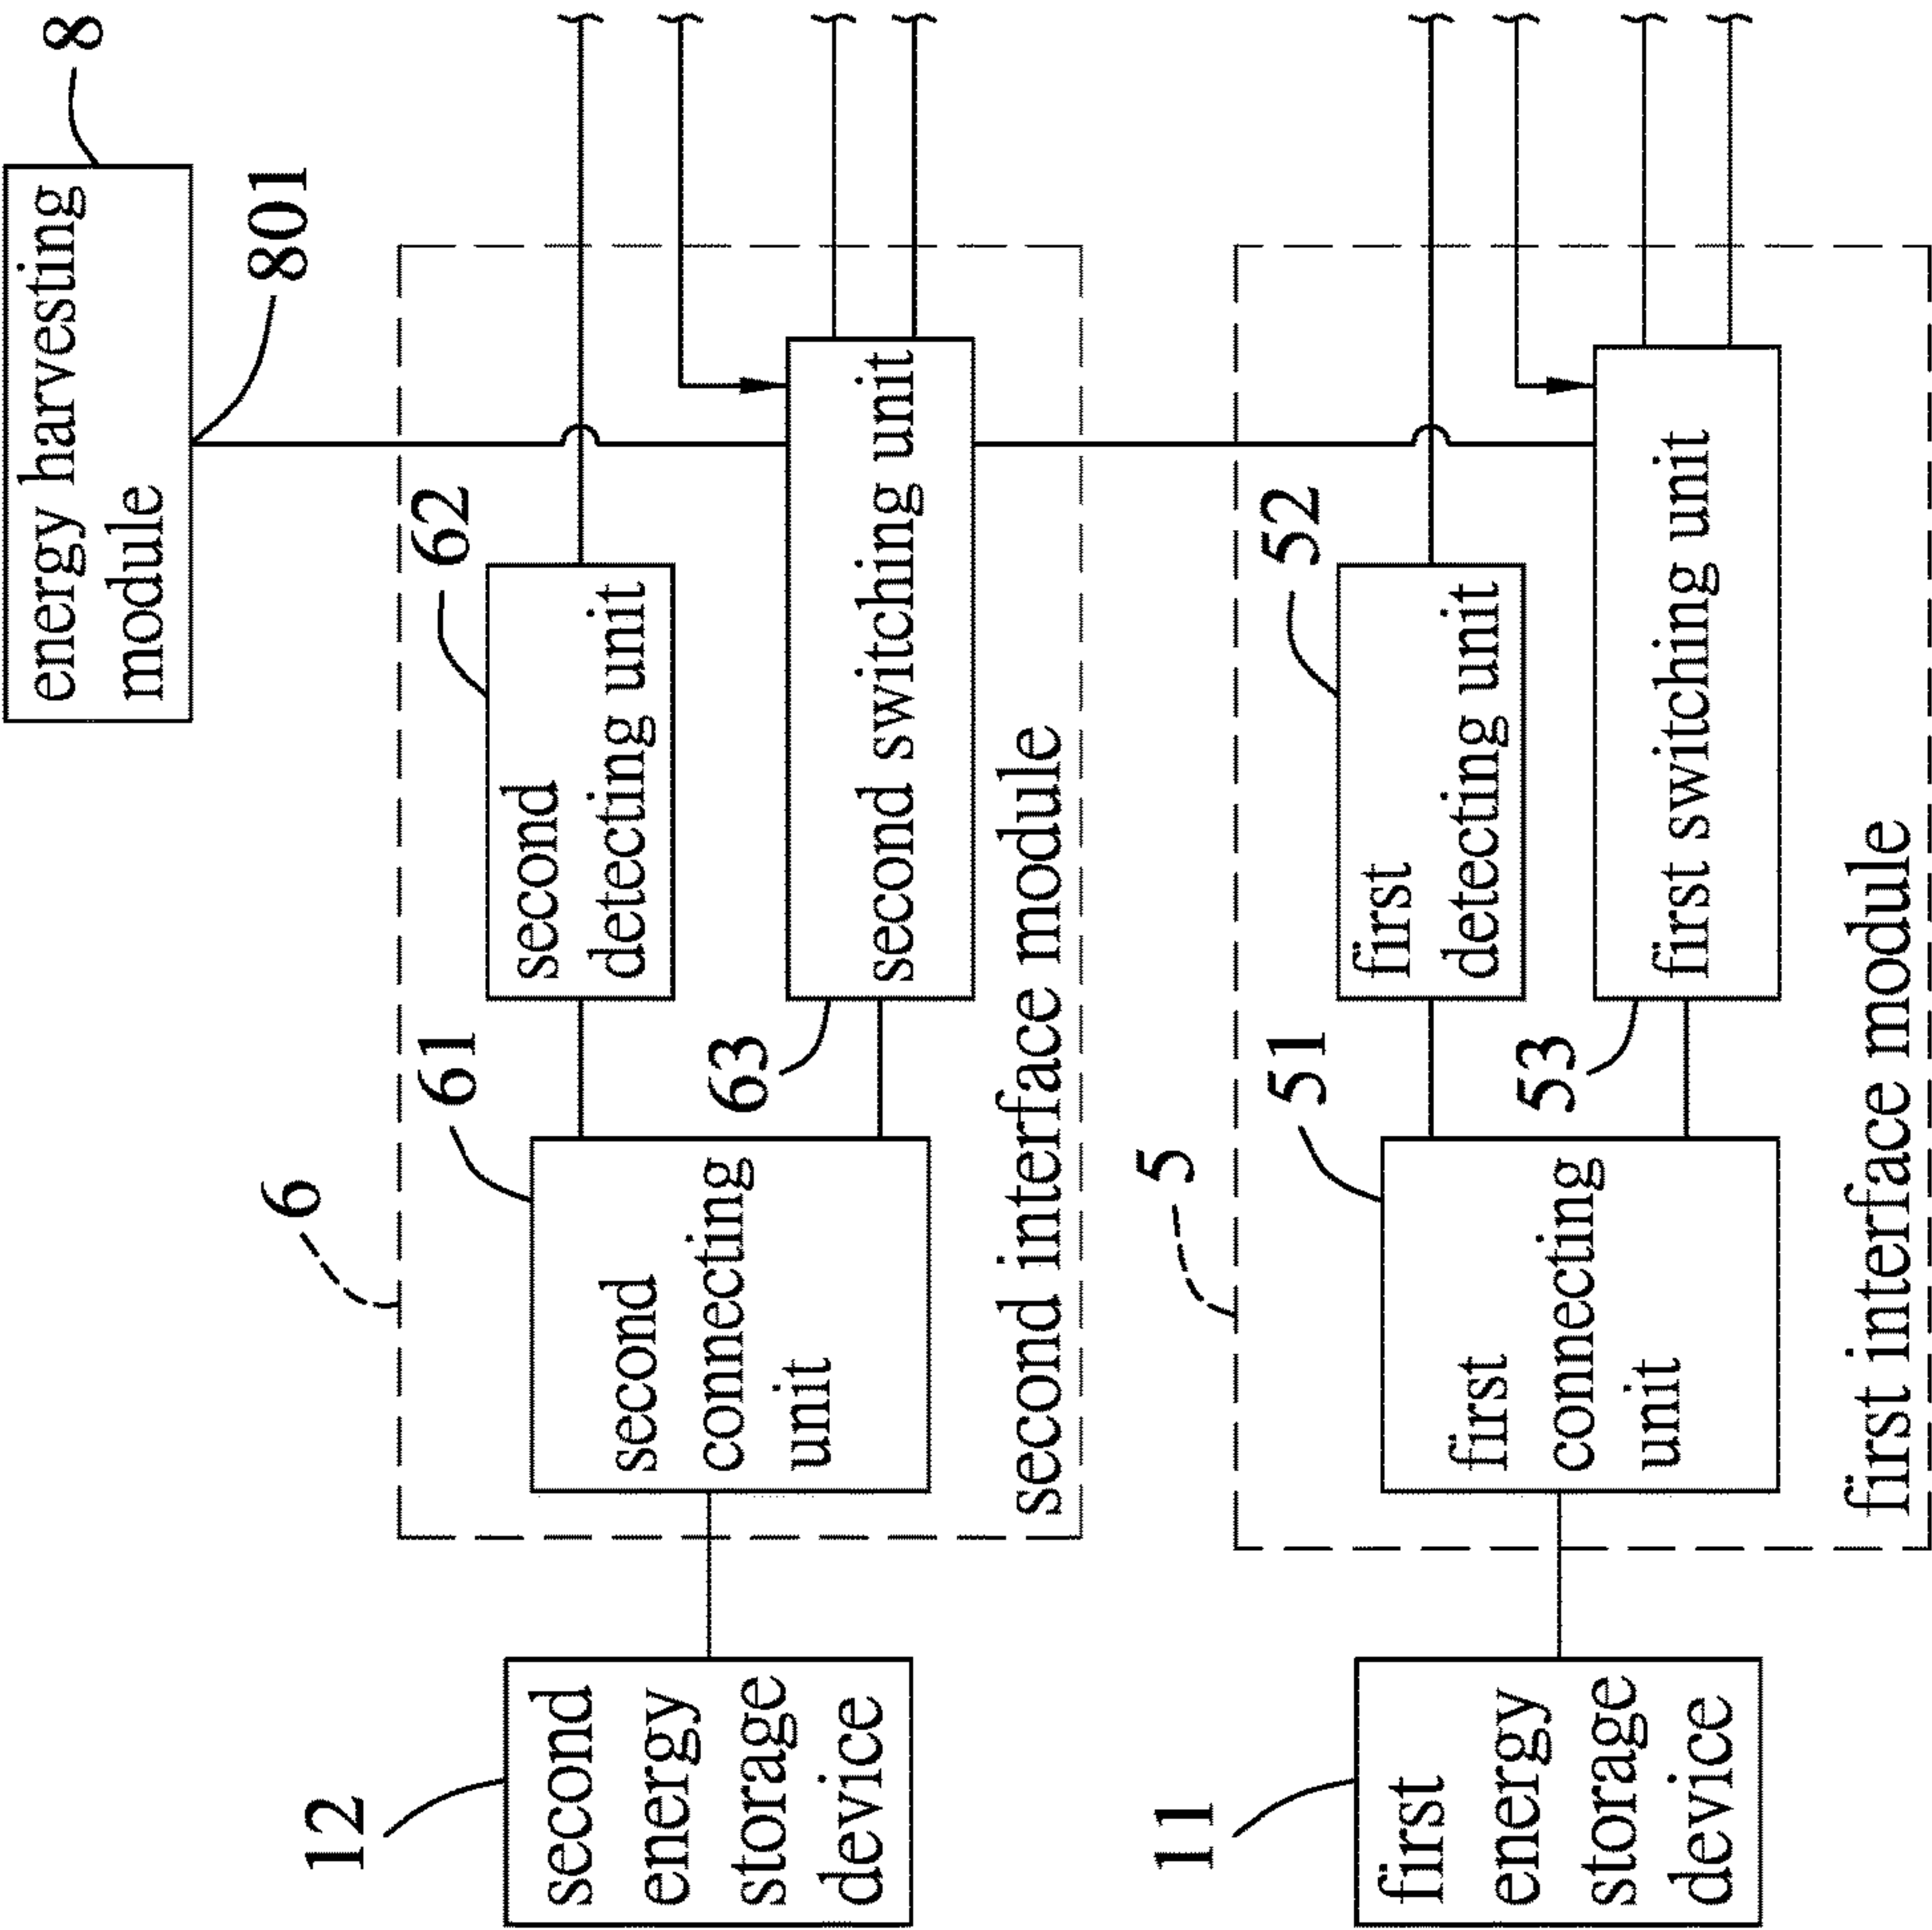 8
energy harvesting
module
801
6
61
62
second
detecting unit
second
connecting
unit
63
second switching unit
second interface module
12
second
energy
storage
device
5
51
52
first
detecting unit
first
connecting
unit
53
first switching unit
first interface module
11
first
energy
storage
device